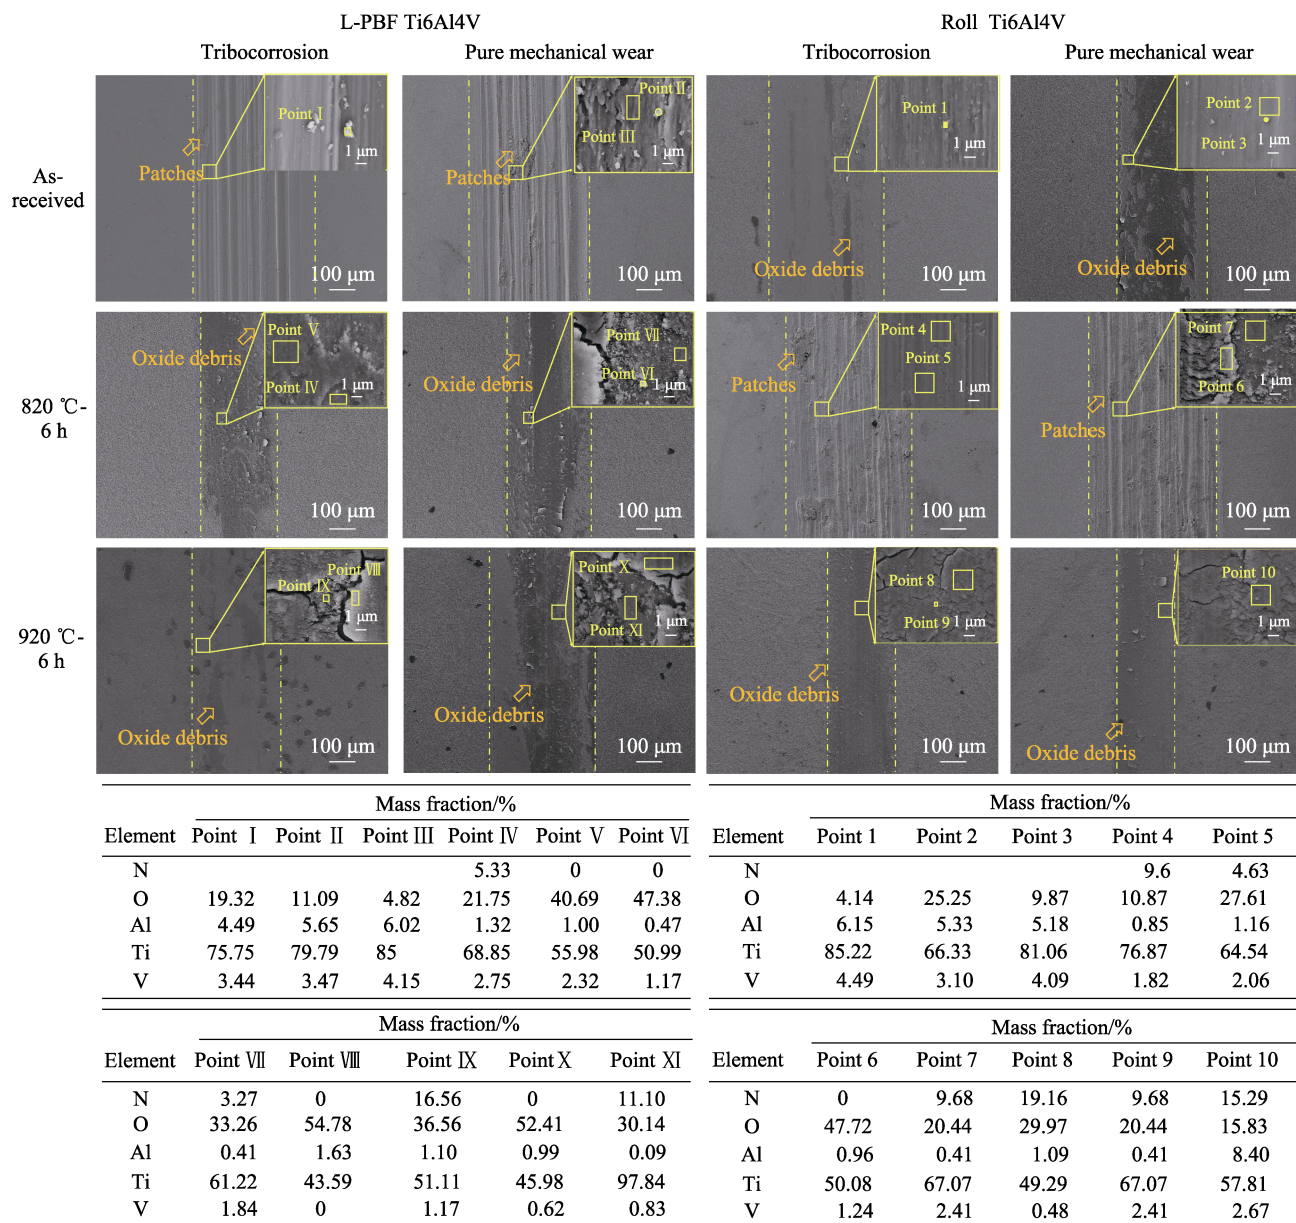 L-PBF Ti6Al4V Roll Ti6Al4V
Tribocorrosion Pure mechanical wear Tribocorrosion Pure mechanical wear
As-
received
Point Ⅰ
1 μm
Patches
100 μm
Point Ⅱ
Point Ⅲ
1 μm
Patches
100 μm
Point 1
1 μm
Oxide debris
100 μm
Point 2
Point 3
1 μm
Oxide debris
100 μm
820 ℃-
6 h
Point Ⅴ
Oxide debris
Point Ⅳ
1 μm
100 μm
Point Ⅶ
Oxide debris
Point Ⅵ
1 μm
100 μm
Point 4
Point 5
Patches
1 μm
100 μm
Point 7
Point 6
1 μm
Patches
100 μm
920 ℃-
6 h
Point Ⅷ
Point Ⅸ
1 μm
Oxide debris
100 μm
Point Ⅹ
Point Ⅺ
1 μm
Oxide debris
100 μm
Point 8
Point 9
1 μm
Oxide debris
100 μm
Point 10
1 μm
Oxide debris
100 μm
Mass fraction/%
Element Point Ⅰ Point Ⅱ Point Ⅲ Point Ⅳ Point Ⅴ Point Ⅵ
N 5.33 0 0
O 19.32 11.09 4.82 21.75 40.69 47.38
Al 4.49 5.65 6.02 1.32 1.00 0.47
Ti 75.75 79.79 85 68.85 55.98 50.99
V 3.44 3.47 4.15 2.75 2.32 1.17
Mass fraction/%
Element Point 1 Point 2 Point 3 Point 4 Point 5
N 9.6 4.63
O 4.14 25.25 9.87 10.87 27.61
Al 6.15 5.33 5.18 0.85 1.16
Ti 85.22 66.33 81.06 76.87 64.54
V 4.49 3.10 4.09 1.82 2.06
Mass fraction/%
Element Point Ⅶ Point Ⅷ Point Ⅸ Point Ⅹ Point Ⅺ
N 3.27 0 16.56 0 11.10
O 33.26 54.78 36.56 52.41 30.14
Al 0.41 1.63 1.10 0.99 0.09
Ti 61.22 43.59 51.11 45.98 97.84
V 1.84 0 1.17 0.62 0.83
Mass fraction/%
Element Point 6 Point 7 Point 8 Point 9 Point 10
N 0 9.68 19.16 9.68 15.29
O 47.72 20.44 29.97 20.44 15.83
Al 0.96 0.41 1.09 0.41 8.40
Ti 50.08 67.07 49.29 67.07 57.81
V 1.24 2.41 0.48 2.41 2.67